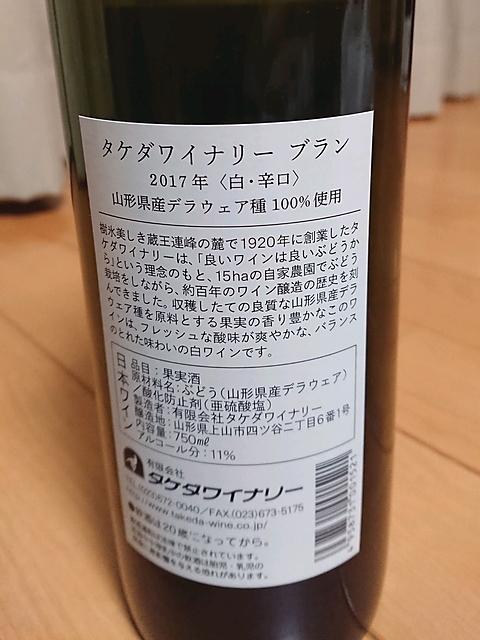 タケダワイナリー ブラン
2017年〈白・辛口〉
山形県産デラウェア種100%使用
樹氷美しき蔵王連峰の麓で1920年に創業したタ
ケダワイナリーは、「良いワインは良いぶどうか
ら」という理念のもと、15haの自家農園でぶどう
栽培をしながら、約百年のワイン醸造の歴史を刻
んできました。収穫したての良質な山形県産デラ
ウェア種を原料とする果実の香り豊かなこのワ
インは、フレッシュな酸味が爽やかな、バランス
のとれた味わいの白ワインです。
日本ワイン
品目：果実酒
原材料名：ぶどう（山形県産デラウェア）
／酸化防止剤（亜硫酸塩）
製造者：有限会社タケダワイナリー
醸造地：山形県上山市四ツ谷二丁目6番1号
内容量：750㎖
アルコール分：11%
有限会社
タケダワイナリー
TEL.(023)672-0040／FAX.(023)673-5175
http://www.takeda-wine.co.jp/
●飲酒は20歳になってから。